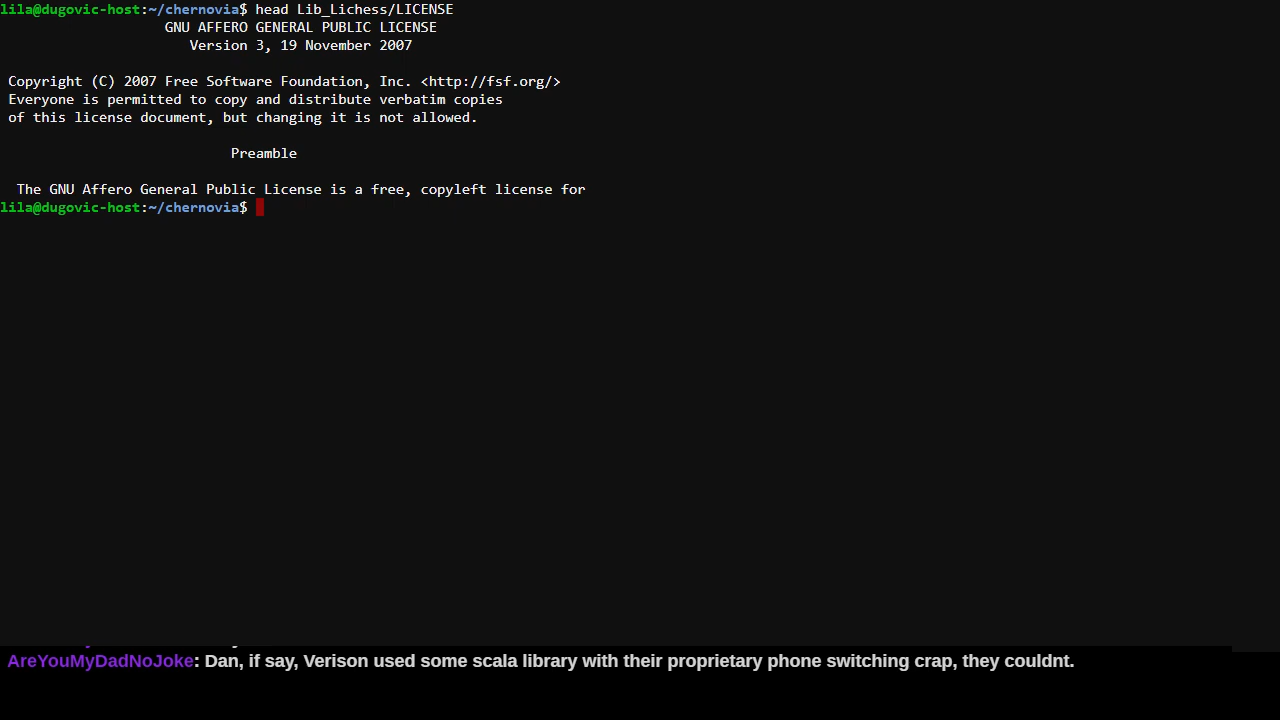 lila@dugovic-host:~/chernovia$ head Lib_Lichess/LICENSE
GNU AFFERO GENERAL PUBLIC LICENSE
Version 3, 19 November 2007
Copyright (C) 2007 Free Software Foundation, Inc. <http://fsf.org/>
Everyone is permitted to copy and distribute verbatim copies
of this license document, but changing it is not allowed.
Preamble
The GNU Affero General Public License is a free, copyleft license for
lila@dugovic-host:~/chernovia$
AreYouMyDadNoJoke: Dan, if say, Verison used some scala library with their proprietary phone switching crap, they couldnt.